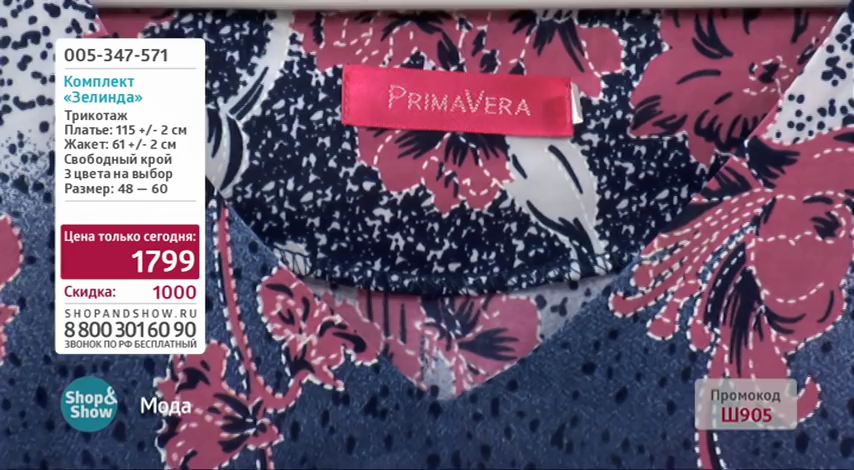 005-347-571
Комплект
«Зелинда»
Трикотаж
Платье: 115 +/- 2 см
Жакет: 61 +/- 2 см
Свободный крой
3 цвета на выбор
Размер: 48 — 60
Цена только сегодня:
1799
Скидка: 1000
SHOPANDSHOW.RU
8 800 301 60 90
ЗВОНОК ПО РФ БЕСПЛАТНЫЙ
PRIMAVERA
Shop&
Show
Мода
Промокод
Ш905